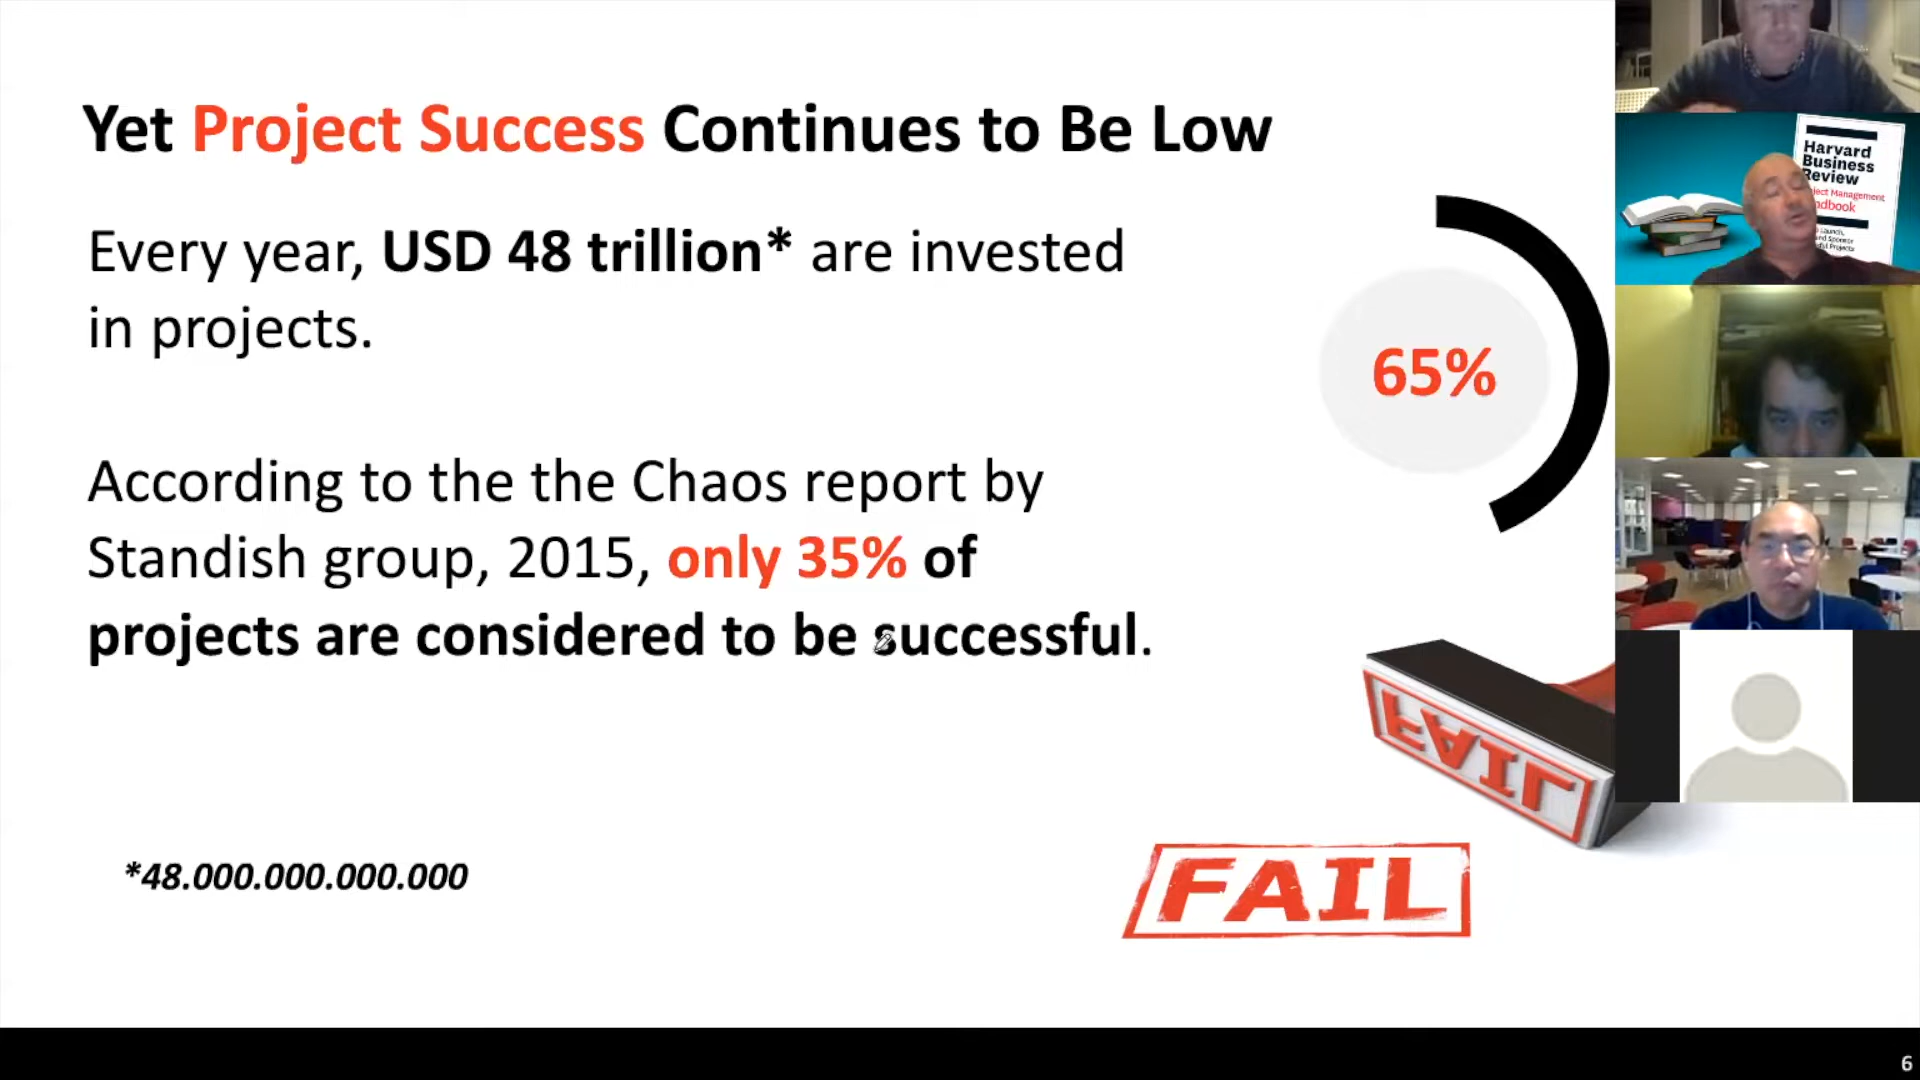 Yet Project Success Continues to Be Low
Every year, USD 48 trillion* are invested
in projects.
According to the the Chaos report by
Standish group, 2015, only 35% of
projects are considered to be successful.
*48.000.000.000.000
65%
FAIL
FAIL
Harvard
Business
Review
Management
6